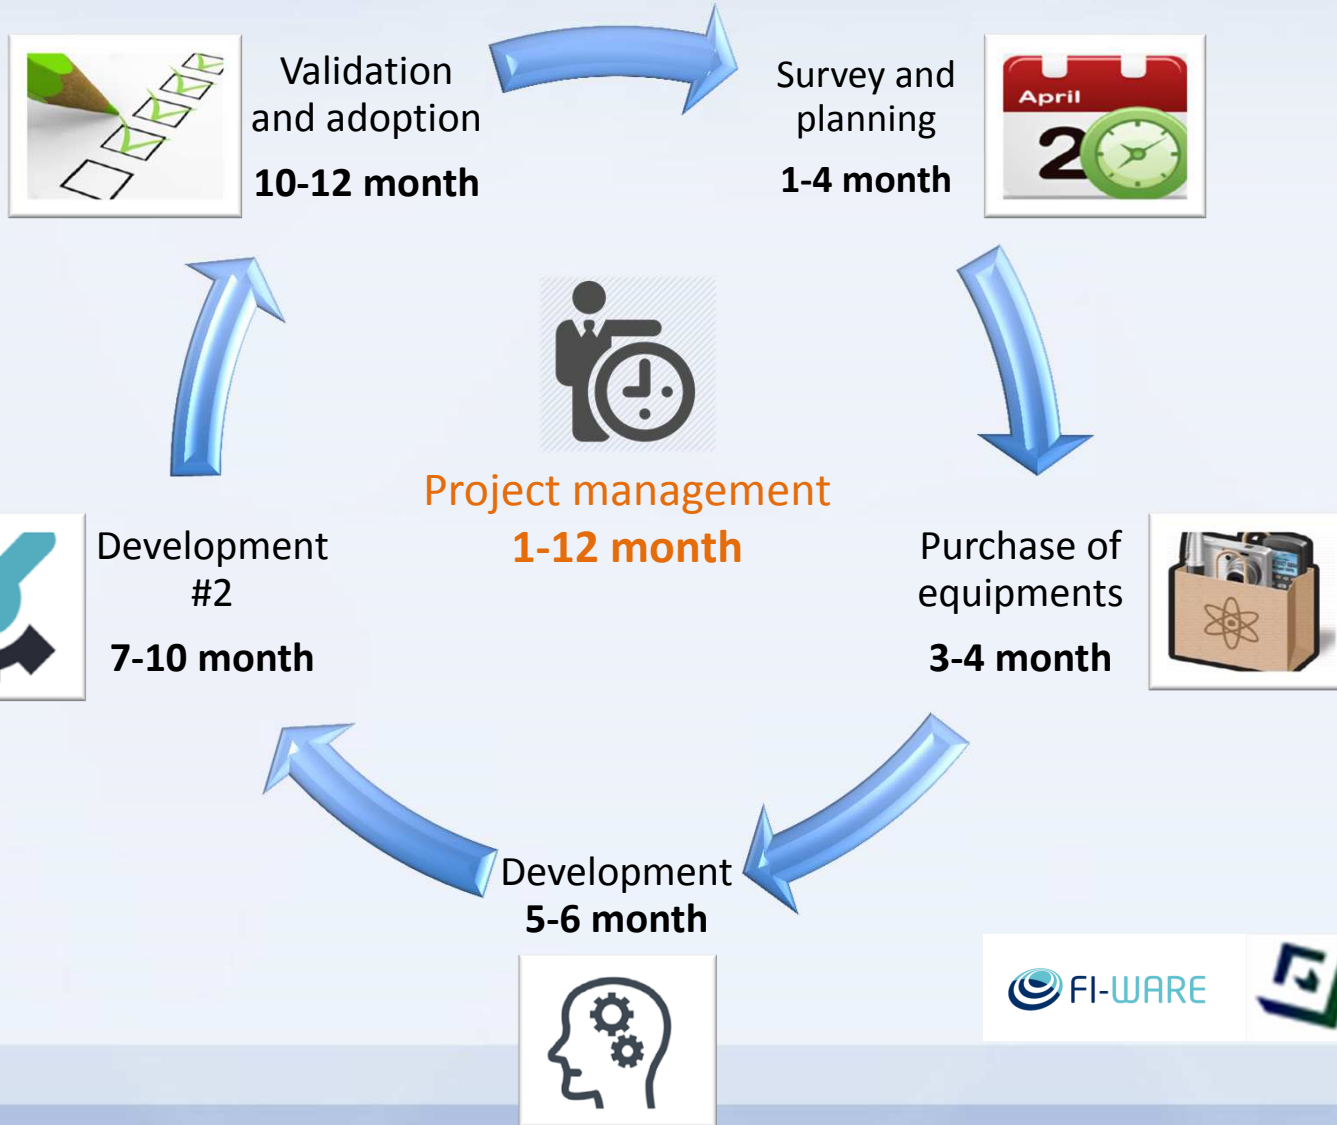 Validation
and adoption
10-12 month
Survey and
planning
1-4 month
April
2
Project management
1-12 month
Development
#2
7-10 month
Purchase of
equipments
3-4 month
Development
5-6 month
FI-WARE